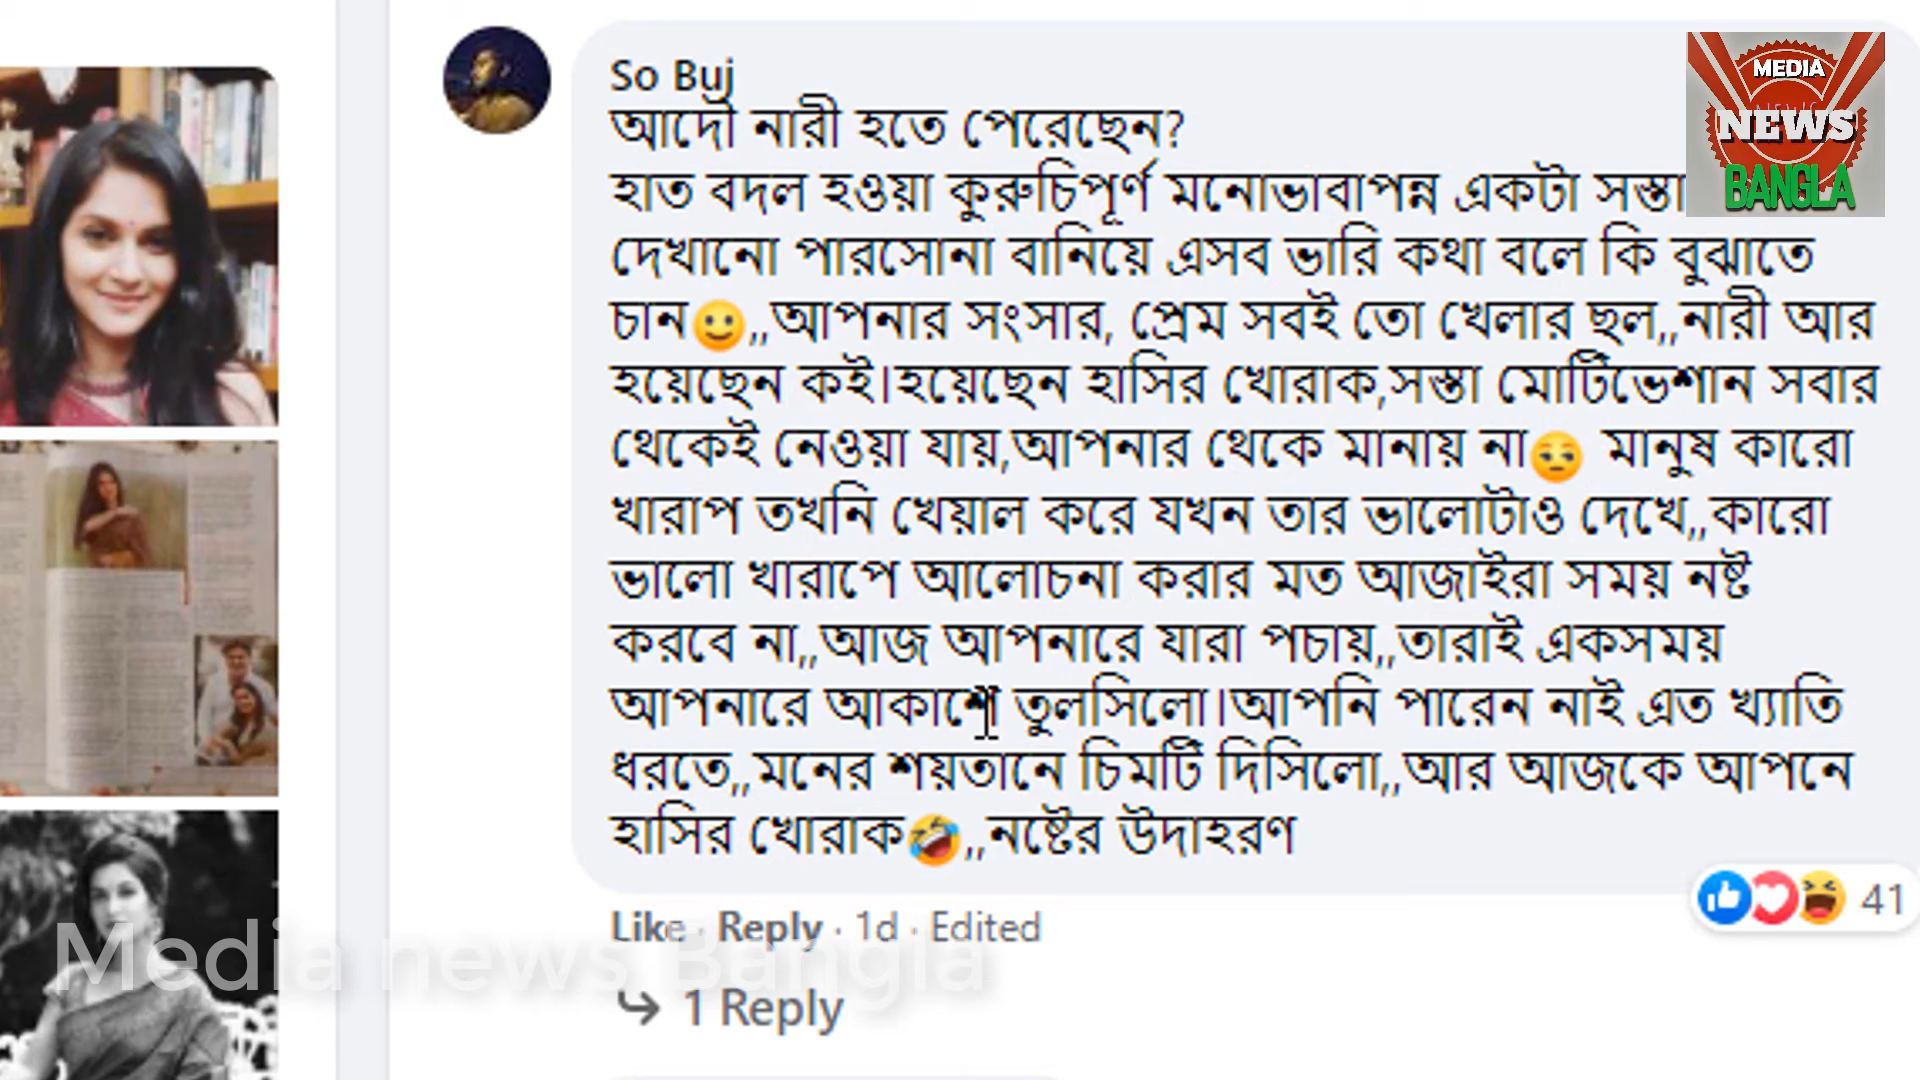 So Buj
আদৌ নারী হতে পেরেছেন?
হাত বদল হওয়া কুরুচিপূর্ণ মনোভাবাপন্ন একটা সস্তা
দেখানো পারসোনা বানিয়ে এসব ভারি কথা বলে কি বুঝাতে
চান🙂,,আপনার সংসার, প্রেম সবই তো খেলার ছল,,নারী আর
হয়েছেন কই।হয়েছেন হাসির খোরাক,সস্তা মোটিভেশান সবার
থেকেই নেওয়া যায়,আপনার থেকে মানায় না😒 মানুষ কারো
খারাপ তখনি খেয়াল করে যখন তার ভালোটাও দেখে,,কারো
ভালো খারাপে আলোচনা করার মত আজাইরা সময় নষ্ট
করবে না,,আজ আপনারে যারা পচায়,,তারাই একসময়
আপনারে আকাশে তুলসিলো।আপনি পারেন নাই এত খ্যাতি
ধরতে,,মনের শয়তানে চিমটি দিসিলো,,আর আজকে আপনে
হাসির খোরাক🤣,,নষ্টের উদাহরণ
41
Like · Reply · 1d · Edited
1 Reply
MEDIA
NEWS
BANGLA
Media news Bangla